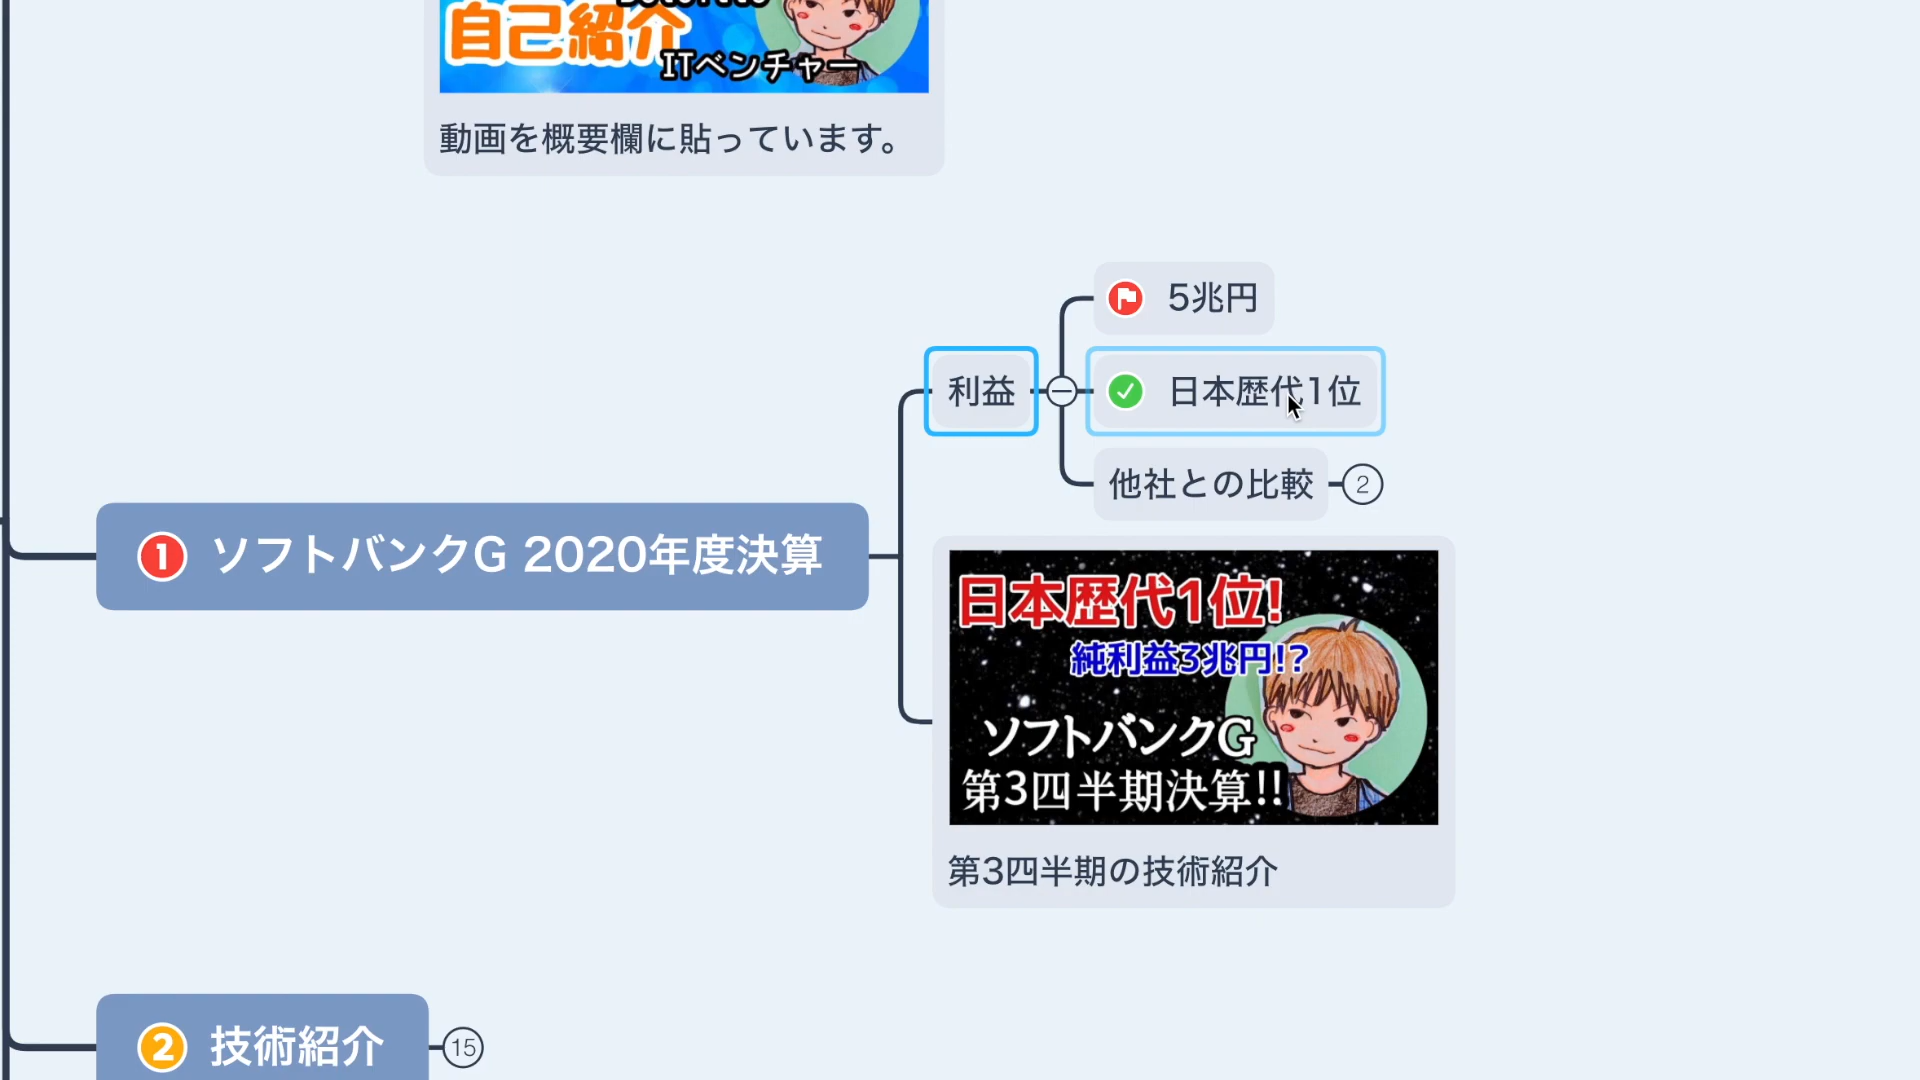 自己紹介
ITベンチャー
動画を概要欄に貼っています。
5兆円
利益
日本歴代1位
他社との比較
2
1
ソフトバンクG 2020年度決算
日本歴代1位!
純利益3兆円!?
ソフトバンクG
第3四半期決算!!
第3四半期の技術紹介
2
技術紹介
15